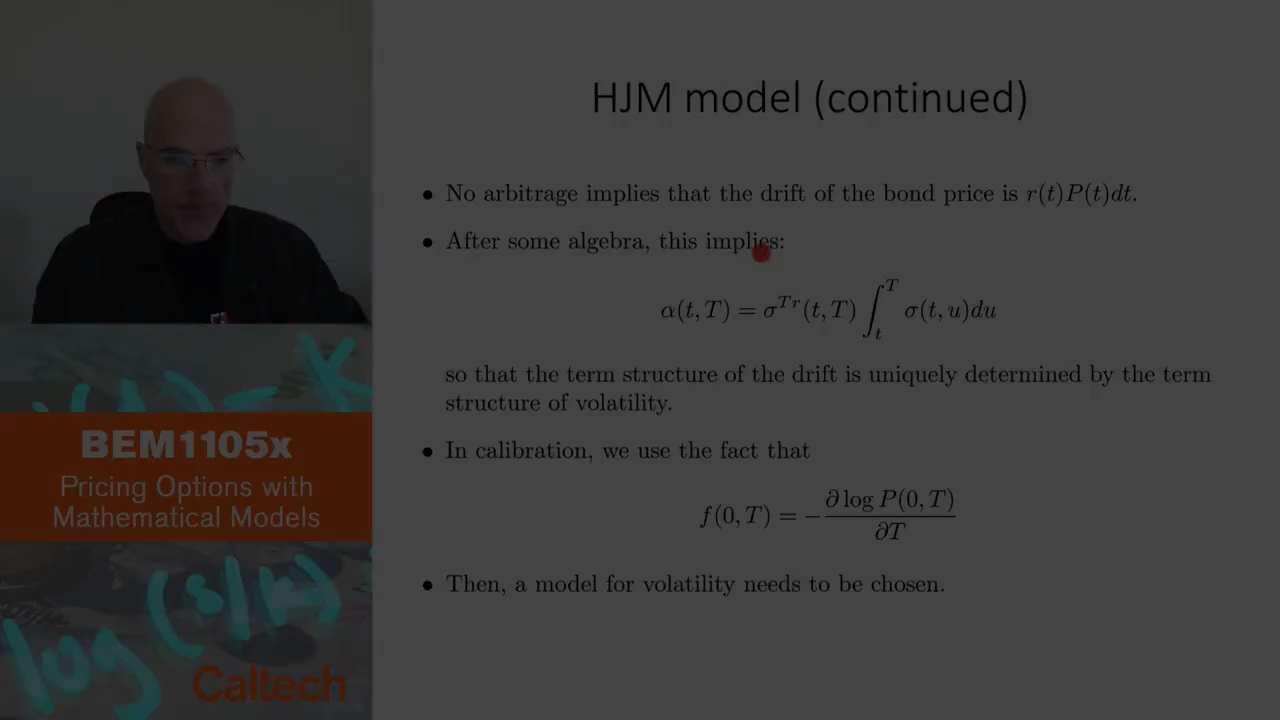 HJM model (continued)
• No arbitrage implies that the drift of the bond price is r(t)P(t)dt.
• After some algebra, this implies:
α(t, T) = σ^{Tr}(t, T) ∫_t^T σ(t, u)du
so that the term structure of the drift is uniquely determined by the term
structure of volatility.
• In calibration, we use the fact that
f(0, T) = −∂ log P(0, T)/∂T
• Then, a model for volatility needs to be chosen.
BEM1105x
Pricing Options with
Mathematical Models
log (s/k)
Caltech